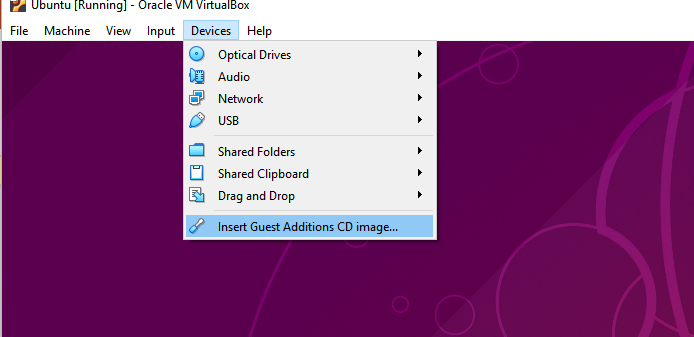 Ubuntu [Running] - Oracle VM VirtualBox
File Machine View Input Devices Help
Optical Drives
Audio
Network
USB
Shared Folders
Shared Clipboard
Drag and Drop
Insert Guest Additions CD image...